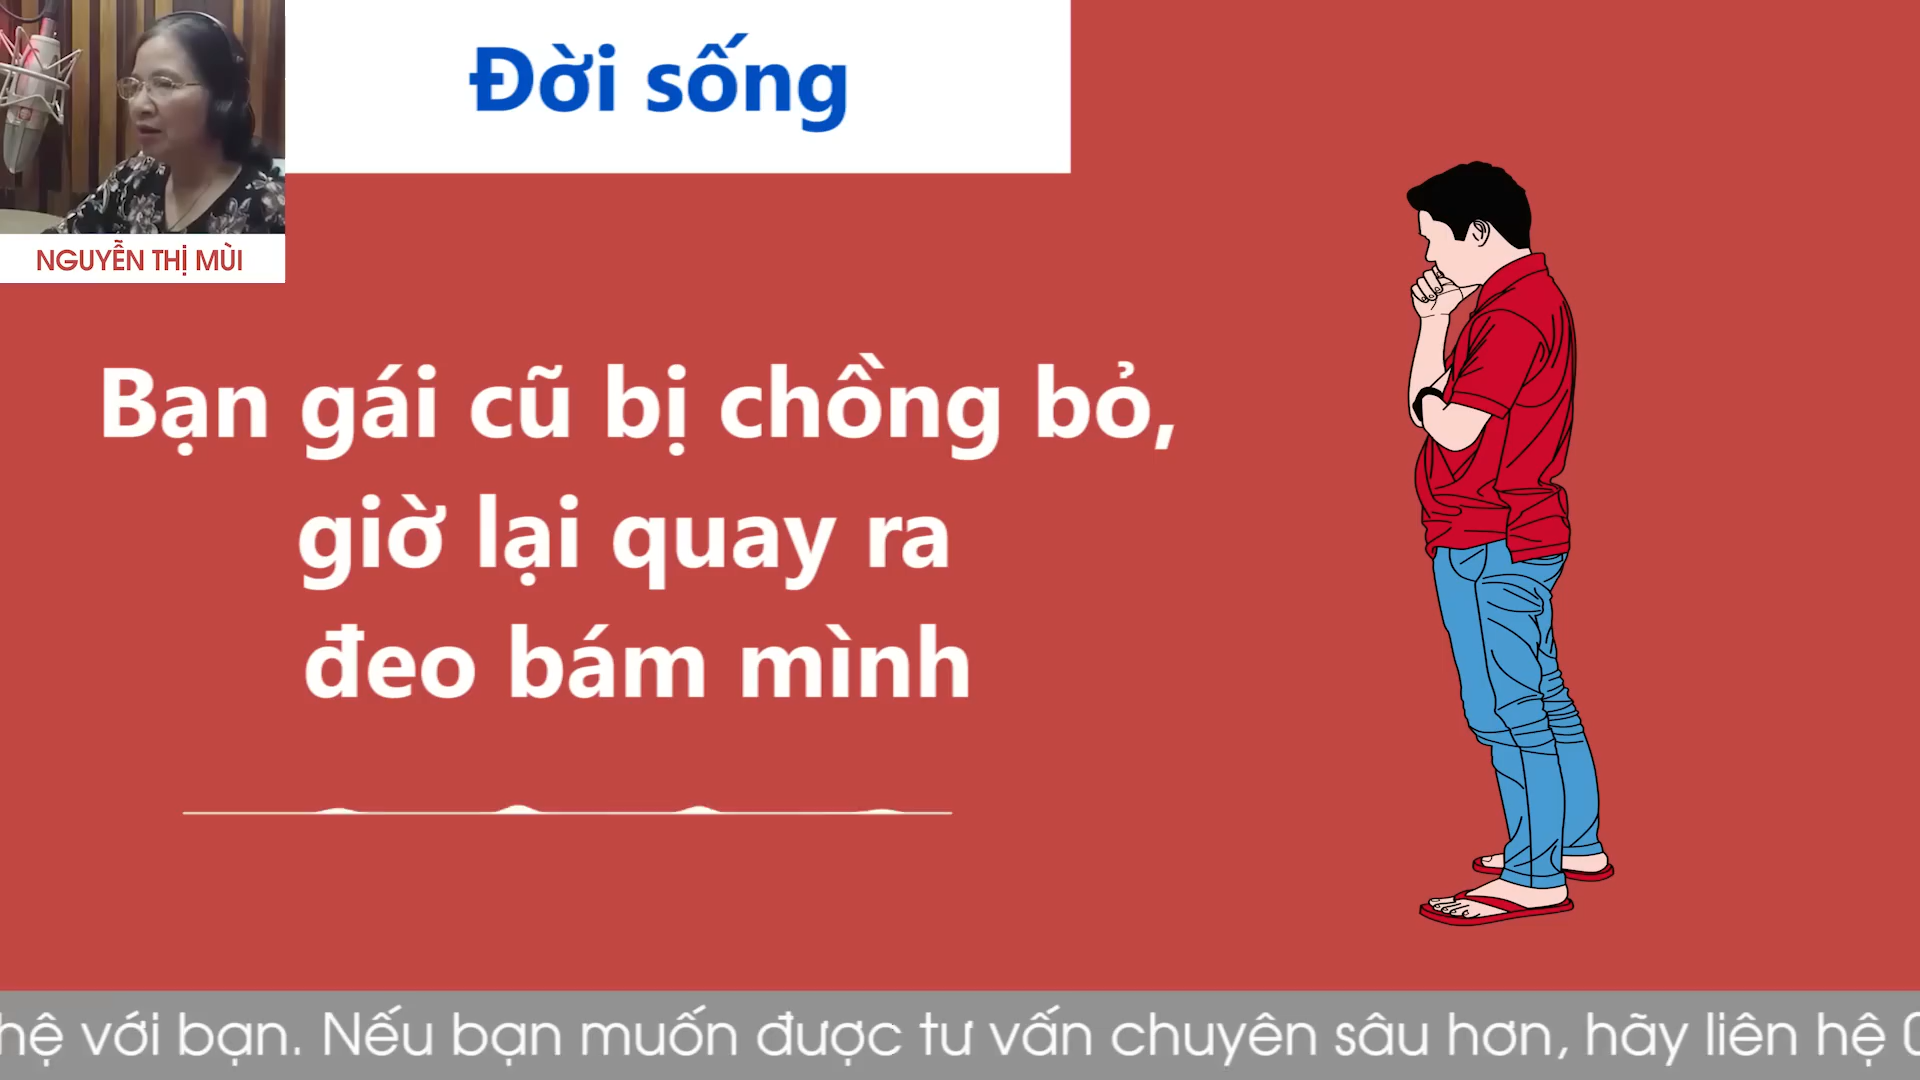 Đời sống
NGUYỄN THỊ MÙI
Bạn gái cũ bị chồng bỏ,
giờ lại quay ra
đeo bám mình
hệ với bạn. Nếu bạn muốn được tư vấn chuyên sâu hơn, hãy liên hệ